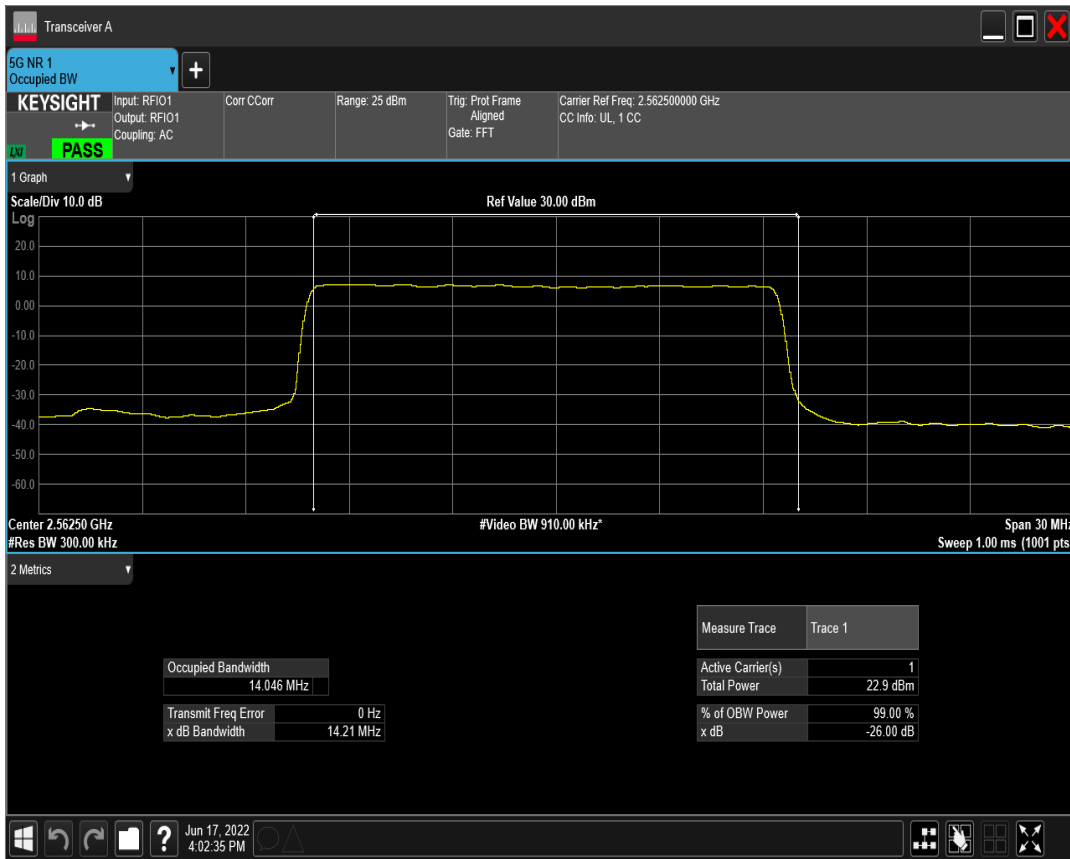 Transceiver A
5G NR 1
Occupied BW
+
KEYSIGHT
LXI
PASS
Input: RFIO1
Output: RFIO1
Coupling: AC
Corr CCorr
Range: 25 dBm
Trig: Prot Frame
Aligned
Gate: FFT
Carrier Ref Freq: 2.562500000 GHz
CC Info: UL, 1 CC
1 Graph
Scale/Div 10.0 dB
Ref Value 30.00 dBm
Log
20.0
10.0
0.00
-10.0
-20.0
-30.0
-40.0
-50.0
-60.0
Center 2.56250 GHz
#Video BW 910.00 kHz*
Span 30 MHz
#Res BW 300.00 kHz
Sweep 1.00 ms (1001 pts
2 Metrics
Measure Trace Trace 1
Occupied Bandwidth
14.046 MHz
Active Carrier(s) 1
Total Power 22.9 dBm
Transmit Freq Error 0 Hz
x dB Bandwidth 14.21 MHz
% of OBW Power 99.00 %
x dB -26.00 dB
?
Jun 17, 2022
4:02:35 PM